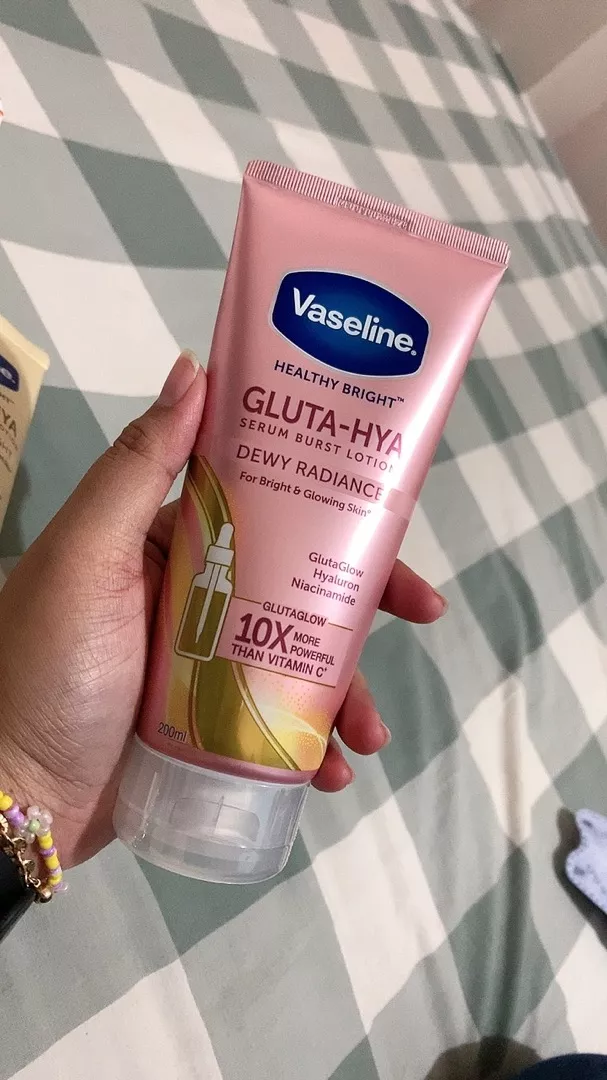 Vaseline.
HEALTHY BRIGHT™
GLUTA-HYA
SERUM BURST LOTION
DEWY RADIANCE
For Bright & Glowing Skin*
GlutaGlow
Hyaluron
Niacinamide
GLUTAGLOW
10X MORE
POWERFUL
THAN VITAMIN C*
200ml
YA